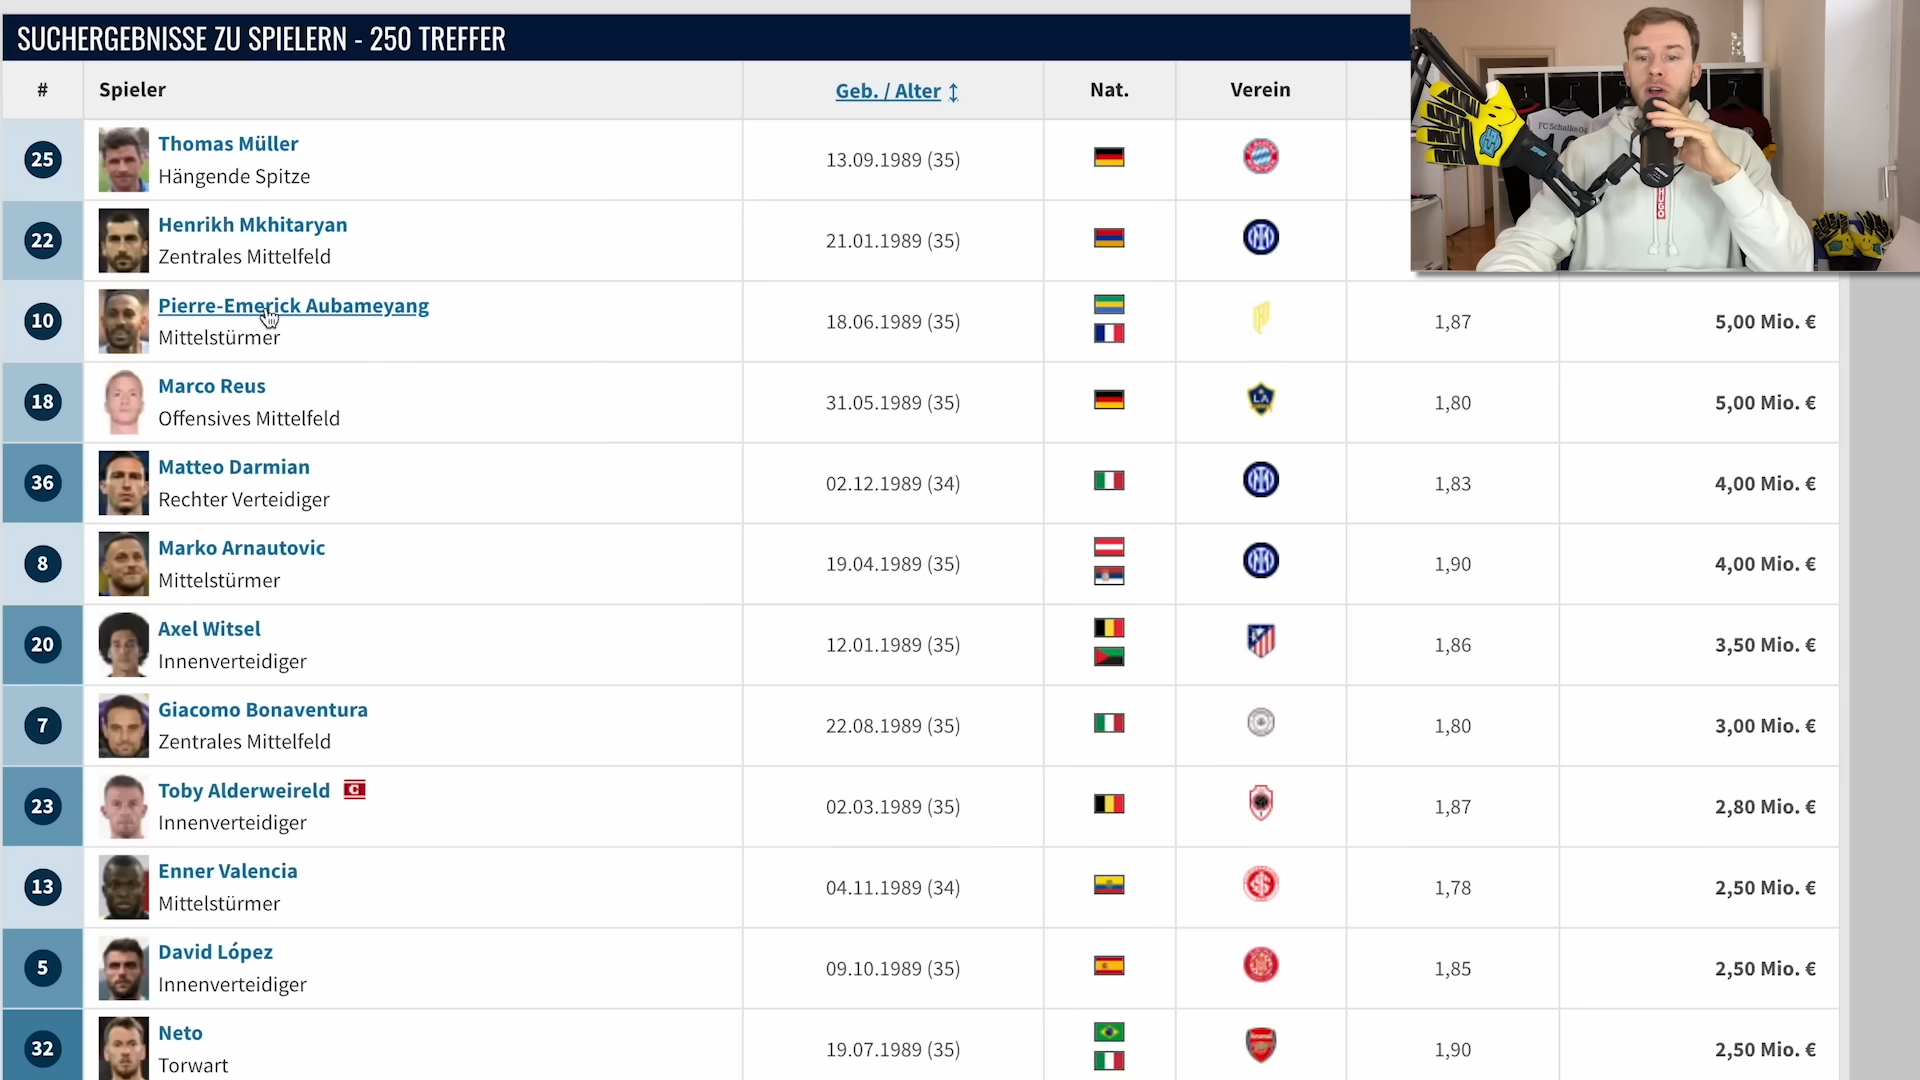 SUCHERGEBNISSE ZU SPIELERN - 250 TREFFER
# Spieler Geb. / Alter Nat. Verein
25 Thomas Müller 13.09.1989 (35)
Hängende Spitze
22 Henrikh Mkhitaryan 21.01.1989 (35)
Zentrales Mittelfeld
10 Pierre-Emerick Aubameyang 18.06.1989 (35) 1,87 5,00 Mio. €
Mittelstürmer
18 Marco Reus 31.05.1989 (35) LA 1,80 5,00 Mio. €
Offensives Mittelfeld
36 Matteo Darmian 02.12.1989 (34) 1,83 4,00 Mio. €
Rechter Verteidiger
8 Marko Arnautovic 19.04.1989 (35) 1,90 4,00 Mio. €
Mittelstürmer
20 Axel Witsel 12.01.1989 (35) 1,86 3,50 Mio. €
Innenverteidiger
7 Giacomo Bonaventura 22.08.1989 (35) 1,80 3,00 Mio. €
Zentrales Mittelfeld
23 Toby Alderweireld C 02.03.1989 (35) 1,87 2,80 Mio. €
Innenverteidiger
13 Enner Valencia 04.11.1989 (34) 1,78 2,50 Mio. €
Mittelstürmer
5 David López 09.10.1989 (35) 1,85 2,50 Mio. €
Innenverteidiger
32 Neto 19.07.1989 (35) Arsenal 1,90 2,50 Mio. €
Torwart
FC Schalke 04
HUGO